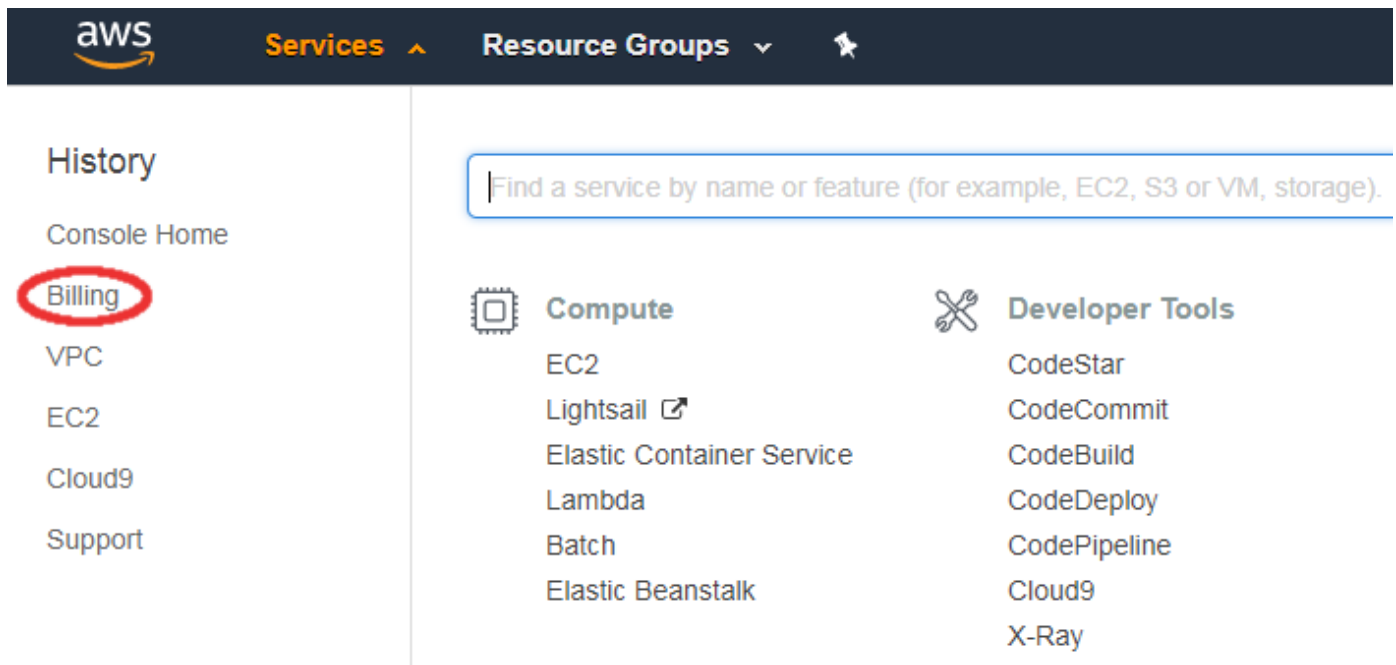 aws
Services
Resource Groups
History
Console Home
Billing
VPC
EC2
Cloud9
Support
Find a service by name or feature (for example, EC2, S3 or VM, storage).
Compute
EC2
Lightsail
Elastic Container Service
Lambda
Batch
Elastic Beanstalk
Developer Tools
CodeStar
CodeCommit
CodeBuild
CodeDeploy
CodePipeline
Cloud9
X-Ray